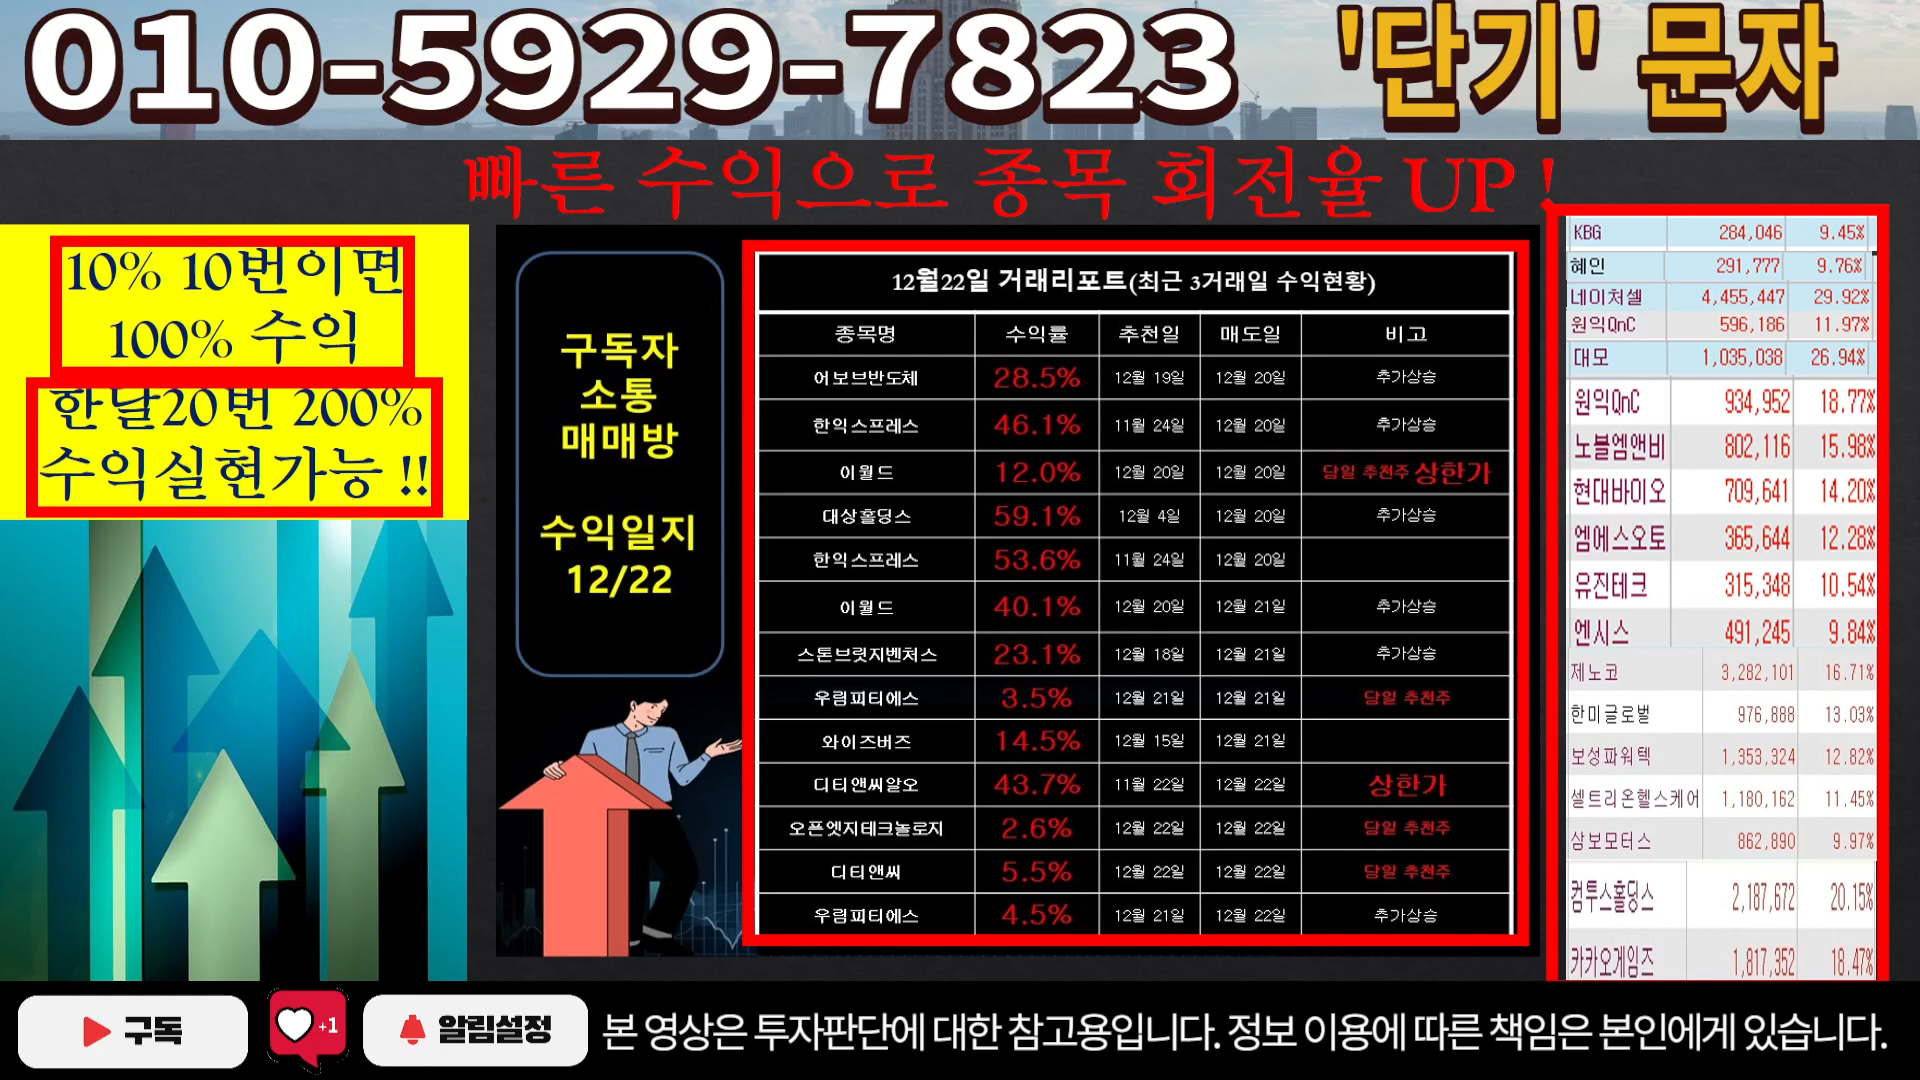 010-5929-7823 '단기' 문자
빠른 수익으로 종목 회전율 UP !
10% 10번이면
100% 수익
한달20번 200%
수익실현가능 !!
구독자
소통
매매방
수익일지
12/22
12월22일 거래리포트(최근 3거래일 수익현황)
종목명 수익률 추천일 매도일 비고
어보브반도체 28.5% 12월 19일 12월 20일 추가상승
한익스프레스 46.1% 11월 24일 12월 20일 추가상승
이월드 12.0% 12월 20일 12월 20일 당일 추천주 상한가
대상홀딩스 59.1% 12월 4일 12월 20일 추가상승
한익스프레스 53.6% 11월 24일 12월 20일
이월드 40.1% 12월 20일 12월 21일 추가상승
스톤브릿지벤처스 23.1% 12월 18일 12월 21일 추가상승
우림피티에스 3.5% 12월 21일 12월 21일 당일 추천주
와이즈버즈 14.5% 12월 15일 12월 21일
디티앤씨알오 43.7% 11월 22일 12월 22일 상한가
오픈엣지테크놀로지 2.6% 12월 22일 12월 22일 당일 추천주
디티앤씨 5.5% 12월 22일 12월 22일 당일 추천주
우림피티에스 4.5% 12월 21일 12월 22일 추가상승
KBG 284,046 9.45%
혜인 291,777 9.76%
네이처셀 4,455,447 29.92%
원익QnC 596,186 11.97%
대모 1,035,038 26.94%
원익QnC 934,952 18.77%
노블엠앤비 802,116 15.98%
현대바이오 709,641 14.20%
엠에스오토 365,644 12.28%
유진테크 315,348 10.54%
엔시스 491,245 9.84%
제노코 3,282,101 16.71%
한미글로벌 976,888 13.03%
보성파워텍 1,353,324 12.82%
셀트리온헬스케어 1,180,162 11.45%
상보모터스 862,890 9.97%
컴투스홀딩스 2,187,672 20.15%
카카오게임즈 1,817,352 18.47%
구독 +1 알림설정 본 영상은 투자판단에 대한 참고용입니다. 정보 이용에 따른 책임은 본인에게 있습니다.